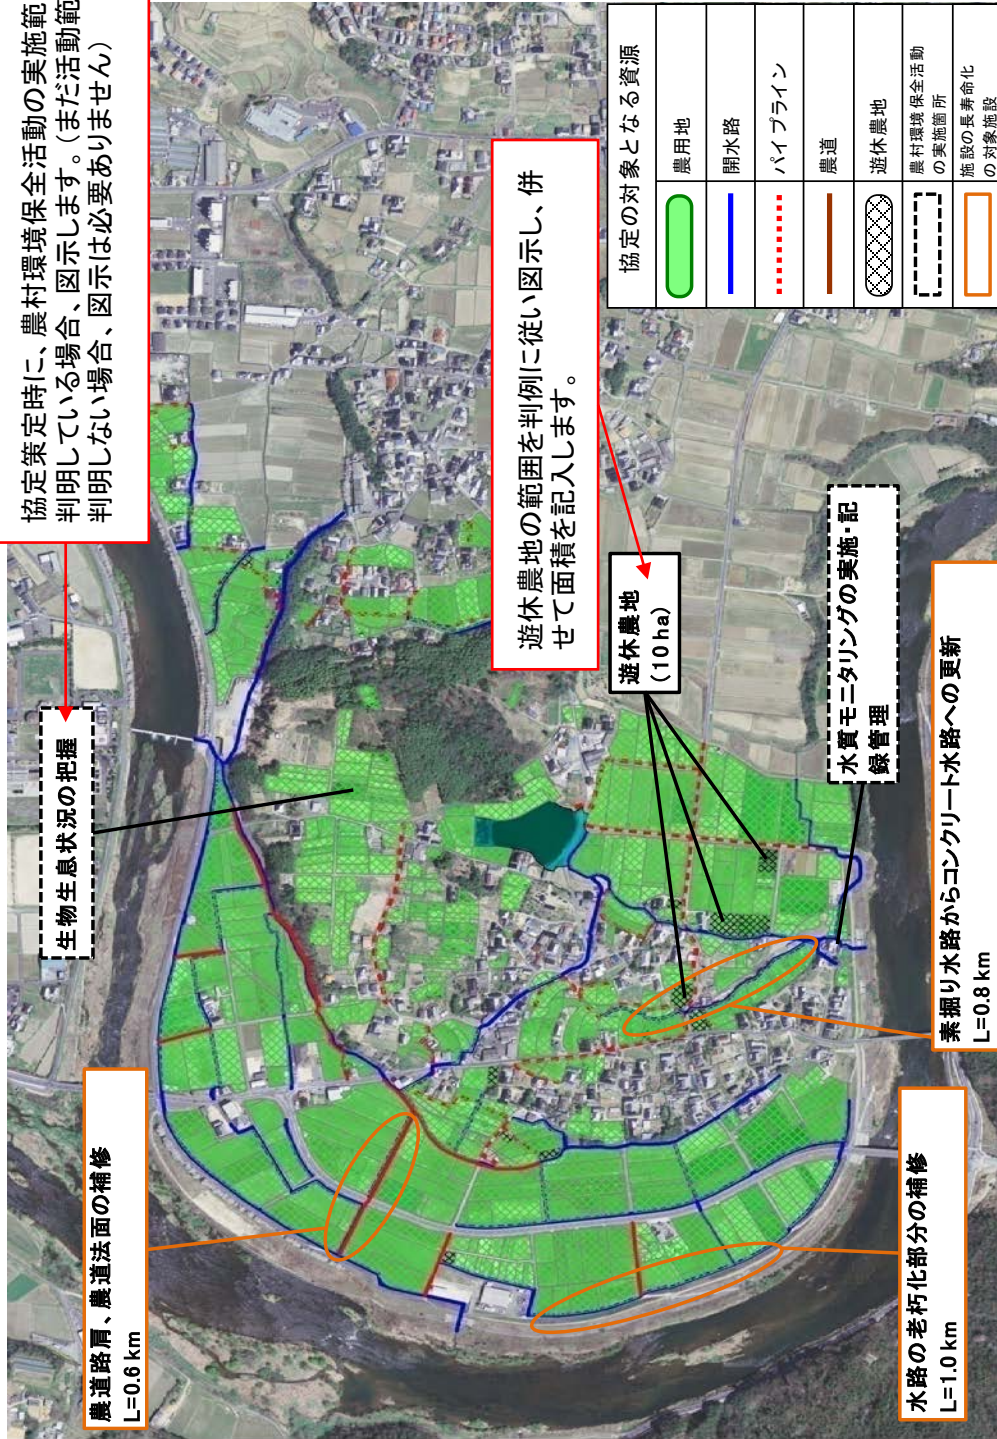 協定策定時に、農村環境保全活動の実施範
判明している場合、図示します。（まだ活動範
判明しない場合、図示は必要ありません）
生物生息状況の把握
遊休農地の範囲を判例に従い図示し、併
せて面積を記入します。
遊休農地
（10ha）
水質モニタリングの実施・記
録管理
農道路肩、農道法面の補修
L=0.6 km
水路の老朽化部分の補修
L=1.0 km
素掘り水路からコンクリート水路への更新
L=0.8 km
協定の対象となる資源
農用地
開水路
パイプライン
農道
遊休農地
農村環境保全活動
の実施箇所
施設の長寿命化
の対象施設